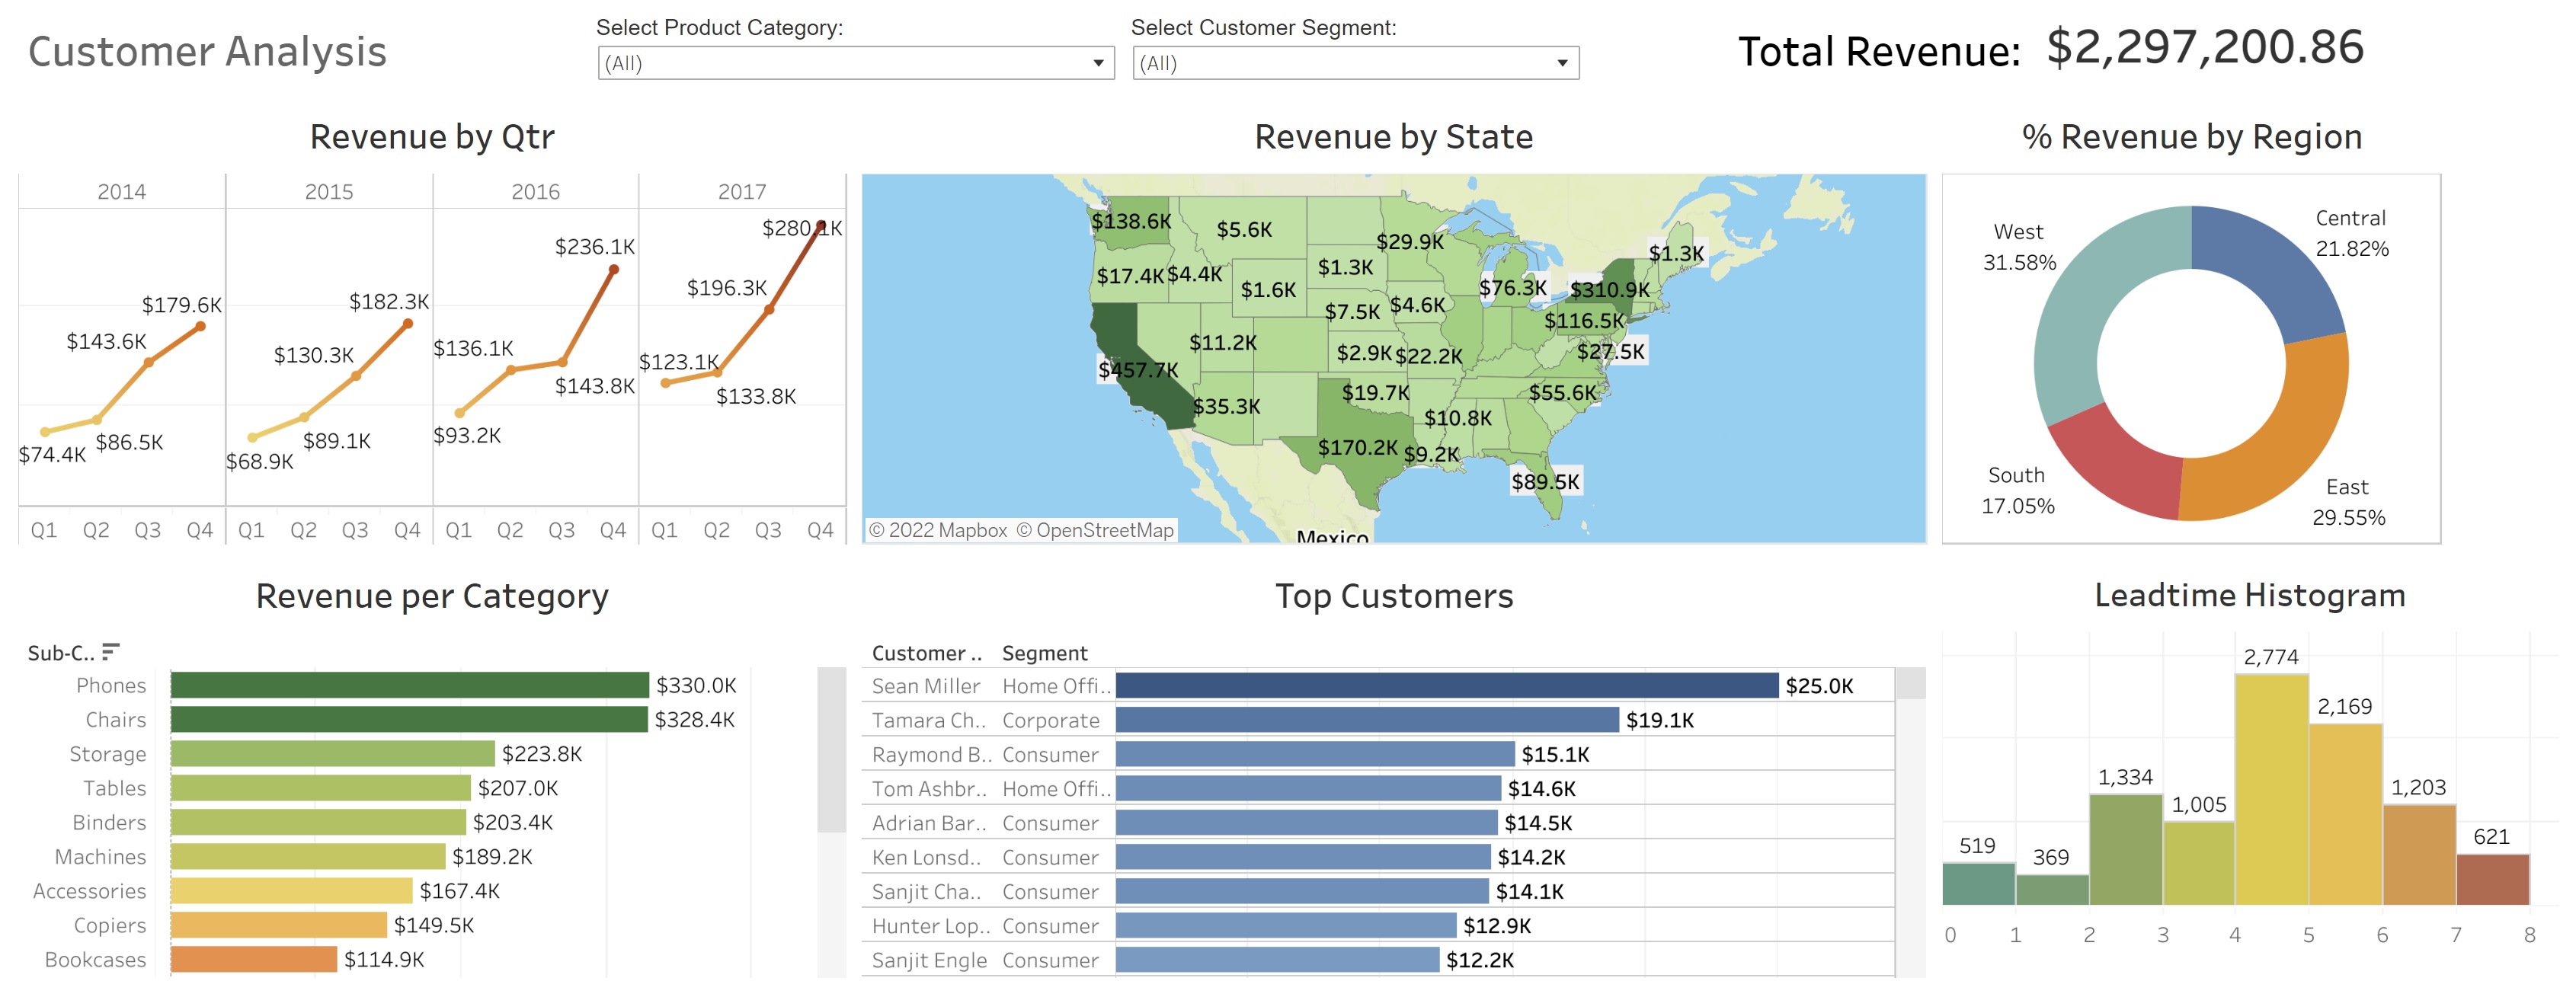 Customer Analysis
Select Product Category:
(All)
Select Customer Segment:
(All)
Total Revenue: $2,297,200.86
Revenue by Qtr
2014 2015 2016 2017
$74.4K $86.5K $143.6K $179.6K
$68.9K $89.1K $130.3K $182.3K
$93.2K $136.1K $143.8K $236.1K
$123.1K $133.8K $196.3K $280.1K
Q1 Q2 Q3 Q4 Q1 Q2 Q3 Q4 Q1 Q2 Q3 Q4 Q1 Q2 Q3 Q4
Revenue by State
$138.6K
$5.6K
$29.9K
$1.3K
$17.4K
$4.4K
$1.3K
$1.6K
$76.3K
$310.9K
$7.5K
$4.6K
$116.5K
$11.2K
$2.9K
$22.2K
$27.5K
$457.7K
$35.3K
$19.7K
$55.6K
$10.8K
$170.2K
$9.2K
$89.5K
© 2022 Mapbox © OpenStreetMap
Mexico
% Revenue by Region
West
31.58%
Central
21.82%
South
17.05%
East
29.55%
Revenue per Category
Sub-C..
Phones $330.0K
Chairs $328.4K
Storage $223.8K
Tables $207.0K
Binders $203.4K
Machines $189.2K
Accessories $167.4K
Copiers $149.5K
Bookcases $114.9K
Top Customers
Customer .. Segment
Sean Miller Home Offi.. $25.0K
Tamara Ch.. Corporate $19.1K
Raymond B.. Consumer $15.1K
Tom Ashbr.. Home Offi.. $14.6K
Adrian Bar.. Consumer $14.5K
Ken Lonsd.. Consumer $14.2K
Sanjit Cha.. Consumer $14.1K
Hunter Lop.. Consumer $12.9K
Sanjit Engle Consumer $12.2K
Leadtime Histogram
519 369 1,334 1,005 2,774 2,169 1,203 621
0 1 2 3 4 5 6 7 8